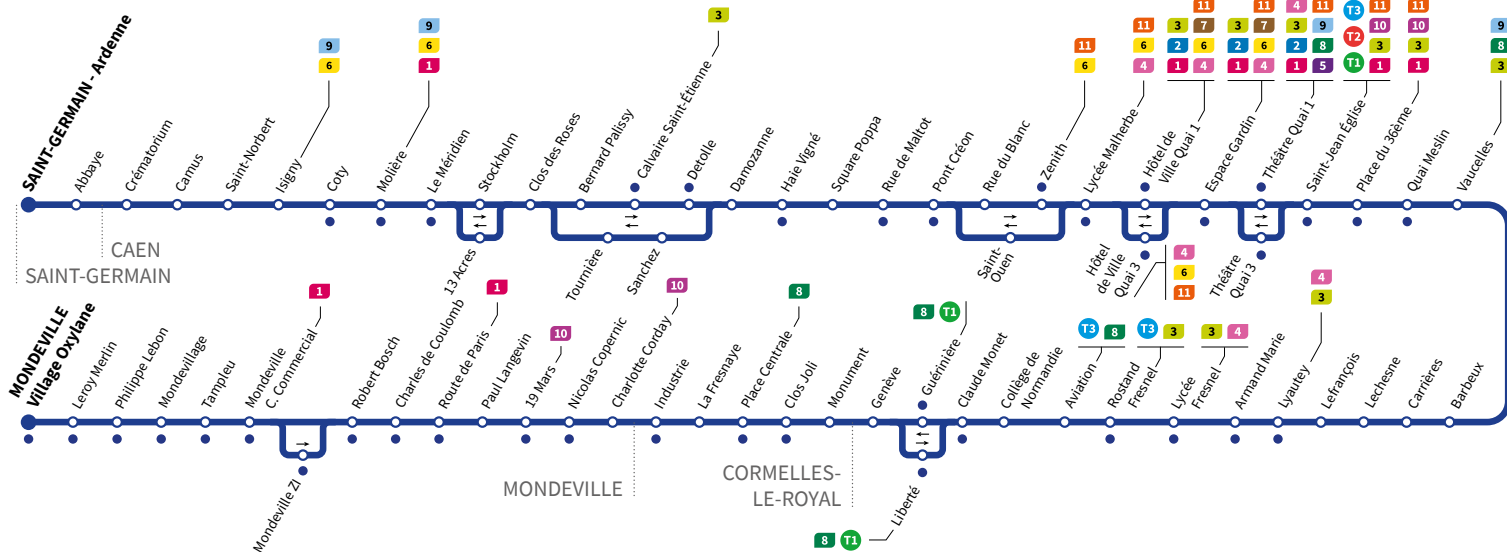 SAINT-GERMAIN - Ardenne
Abbaye
Crématorium
Camus
Saint-Norbert
Isigny
9
6
Coty
Molière
9
6
1
Le Méridien
Stockholm
13 Acres
Clos des Roses
Bernard Palissy
Calvaire Saint-Étienne
3
Detolle
Tournière
Sanchez
Damozanne
Haie Vigné
Square Poppa
Rue de Maltot
Pont Créon
Rue du Blanc
Zenith
11
6
Saint-
Ouen
Lycée Malherbe
11
6
4
Hôtel de
Ville Quai 1
11
3 7
2 6
1 4
Hôtel
de Ville
Quai 3
4
6
11
Espace Gardin
11
3 7
2 6
1 4
Théâtre Quai 1
4 11
3 9
2 8
1 5
Théâtre
Quai 3
Saint-Jean Église
T3 11
T2 10
3
T1 1
Place du 36ème
11
10
3
1
Quai Meslin
Vaucelles
9
8
3
CAEN
SAINT-GERMAIN
MONDEVILLE
Village Oxylane
Leroy Merlin
Philippe Lebon
Mondevillage
Tampleu
Mondeville
C. Commercial
1
Mondeville ZI
Robert Bosch
Charles de Coulomb
Route de Paris
1
Paul Langevin
19 Mars
10
Nicolas Copernic
Charlotte Corday
10
Industrie
La Fresnaye
Place Centrale
8
Clos Joli
Monument
Genève
Guérinière
8 T1
Liberté
8 T1
Claude Monet
Collège de
Normandie
Aviation
T3 8
Rostand
Fresnel
T3 3
Lycée
Fresnel
3 4
Armand Marie
Lyautey
4
3
Lefrançois
Lechesne
Carrières
Barbeux
MONDEVILLE
CORMELLES-
LE-ROYAL